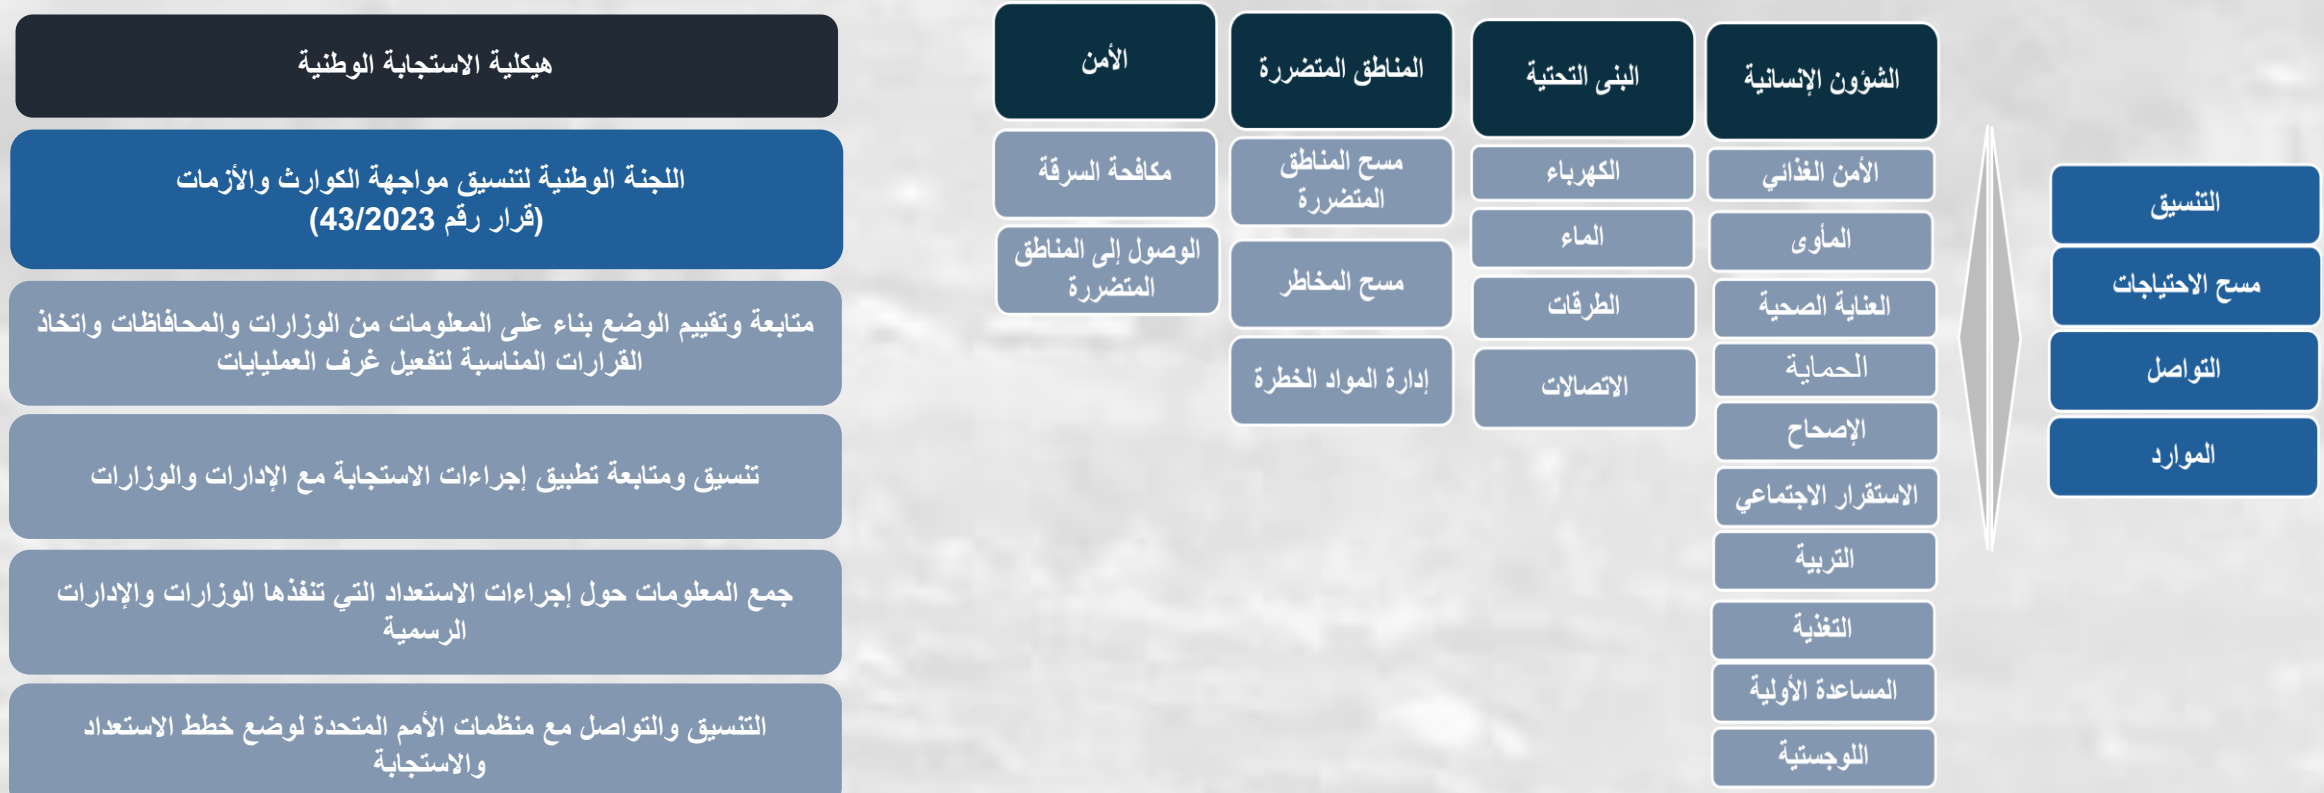 التنسيق
مسح الاحتياجات
التواصل
الموارد
الشؤون الإنسانية
الأمن الغذائي
المأوى
العناية الصحية
الحماية
الإصحاح
الاستقرار الاجتماعي
التربية
التغذية
المساعدة الأولية
اللوجستية
البنى التحتية
الكهرباء
الماء
الطرقات
الاتصالات
المناطق المتضررة
مسح المناطق
المتضررة
مسح المخاطر
إدارة المواد الخطرة
الأمن
مكافحة السرقة
الوصول إلى المناطق
المتضررة
هيكلية الاستجابة الوطنية
اللجنة الوطنية لتنسيق مواجهة الكوارث والأزمات
(قرار رقم 43/2023)
متابعة وتقييم الوضع بناء على المعلومات من الوزارات والمحافظات واتخاذ
القرارات المناسبة لتفعيل غرف العمليايات
تنسيق ومتابعة تطبيق إجراءات الاستجابة مع الإدارات والوزارات
جمع المعلومات حول إجراءات الاستعداد التي تنفذها الوزارات والإدارات
الرسمية
التنسيق والتواصل مع منظمات الأمم المتحدة لوضع خطط الاستعداد
والاستجابة